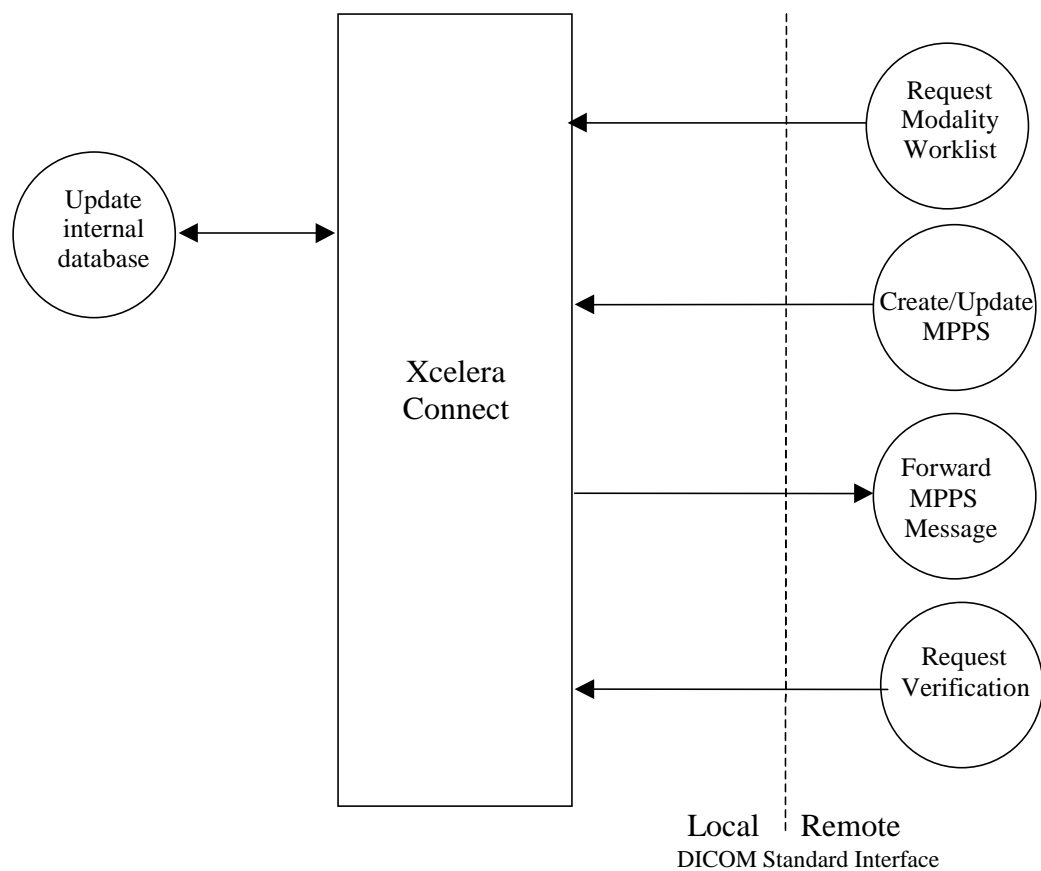 Request
Modality
Worklist
Update
internal
database
Create/Update
MPPS
Xcelera
Connect
Forward
MPPS
Message
Request
Verification
Local
Remote
DICOM Standard Interface